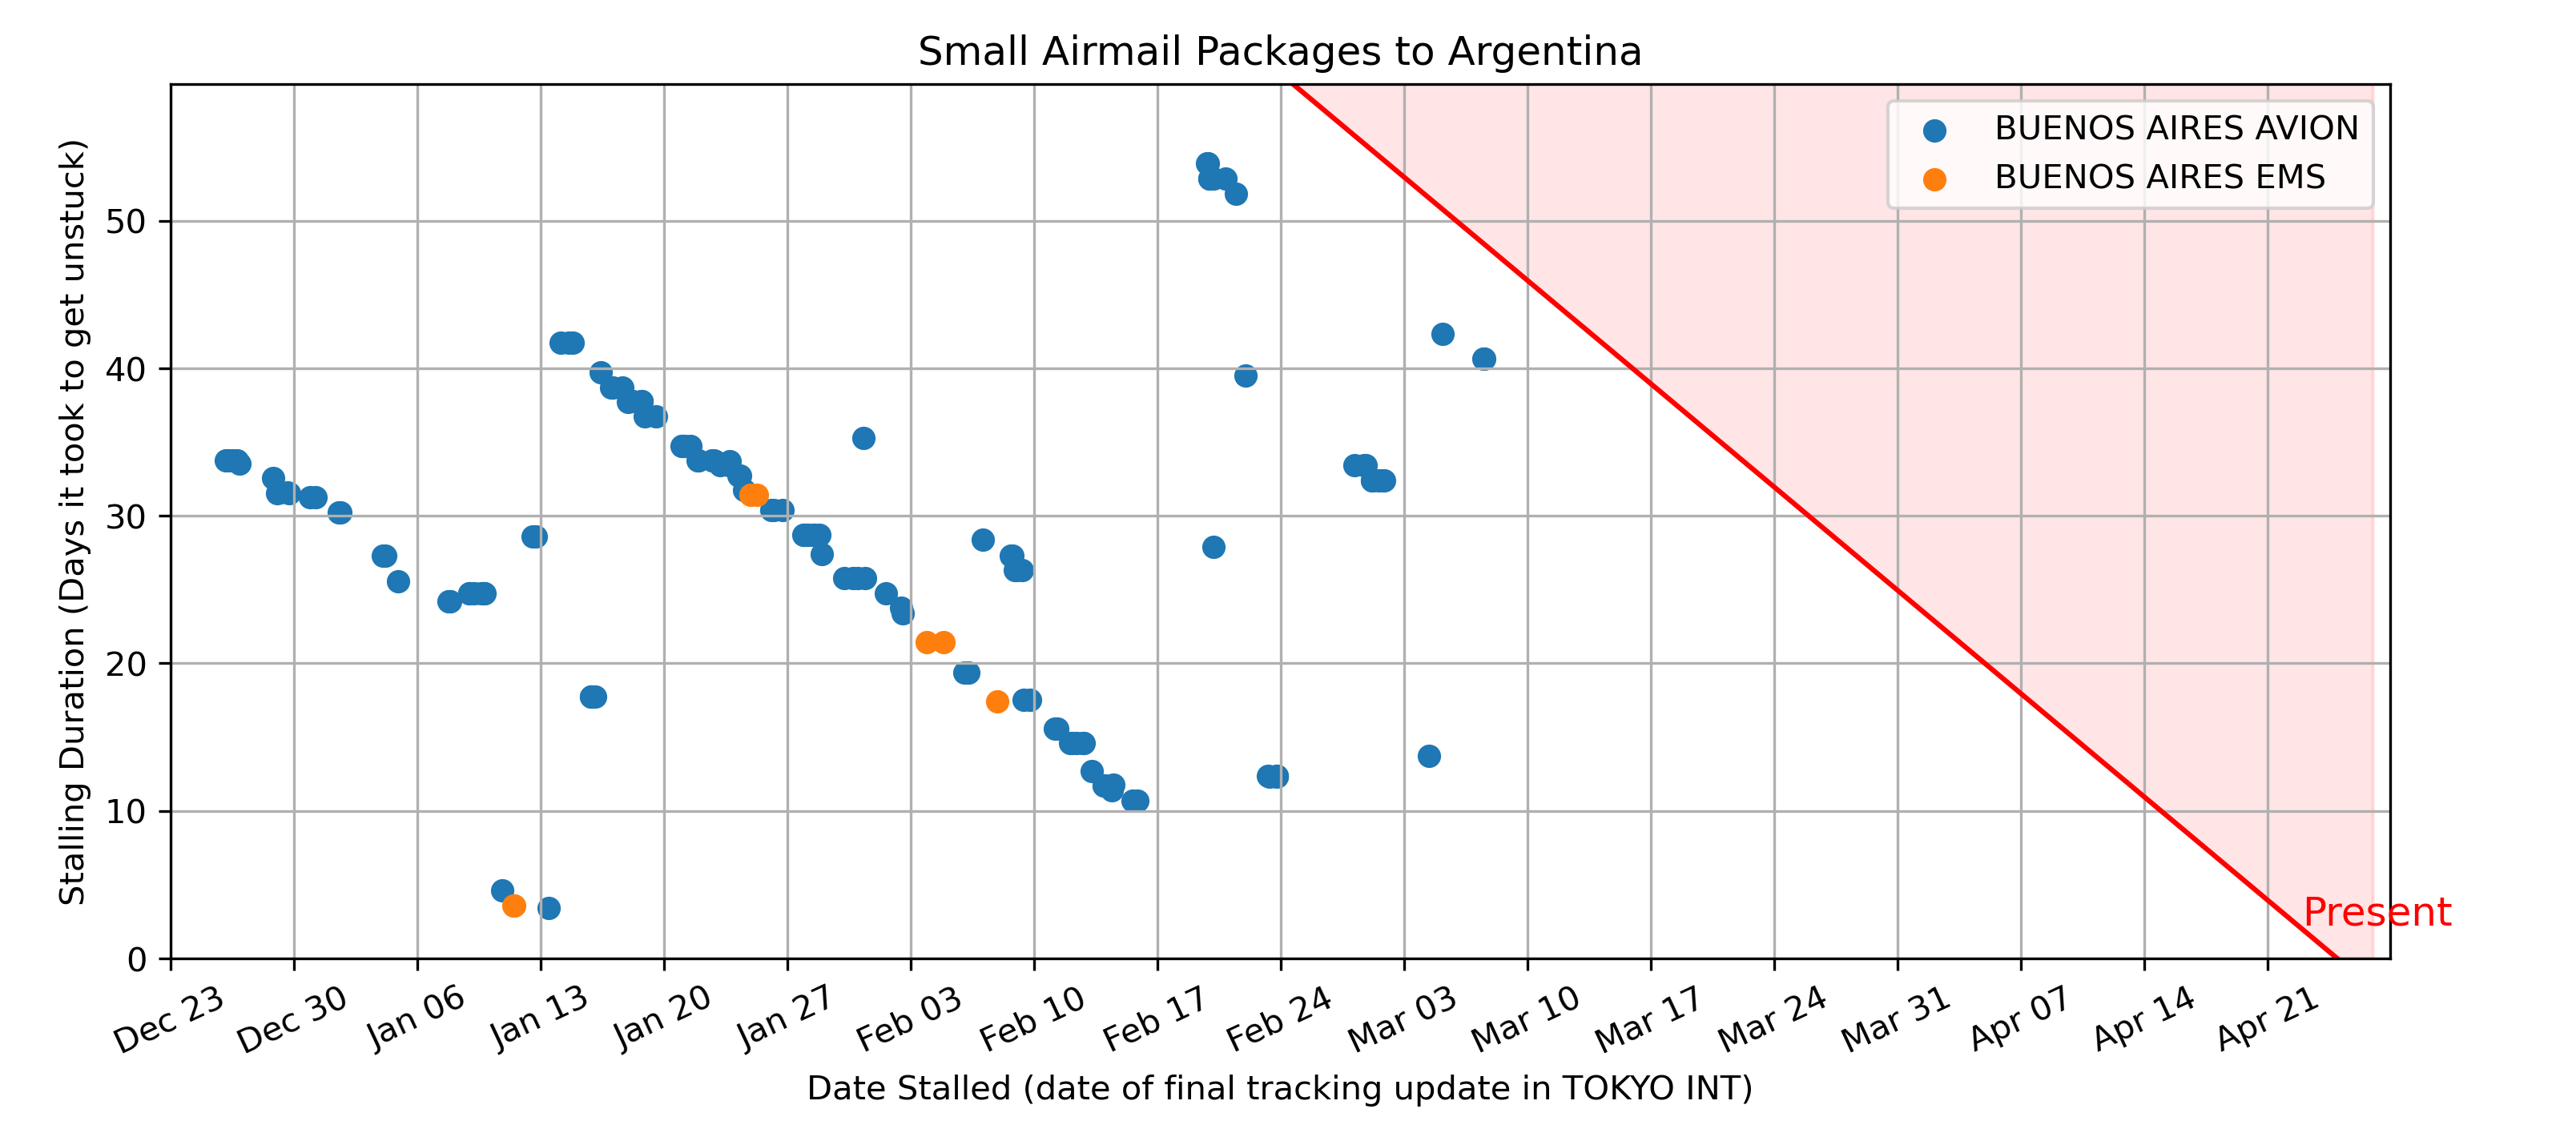 Small Airmail Packages to Argentina
BUENOS AIRES AVION
BUENOS AIRES EMS
Stalling Duration (Days it took to get unstuck)
50
40
30
20
10
0
Present
Dec 23
Dec 30
Jan 06
Jan 13
Jan 20
Jan 27
Feb 03
Feb 10
Feb 17
Feb 24
Mar 03
Mar 10
Mar 17
Mar 24
Mar 31
Apr 07
Apr 14
Apr 21
Date Stalled (date of final tracking update in TOKYO INT)